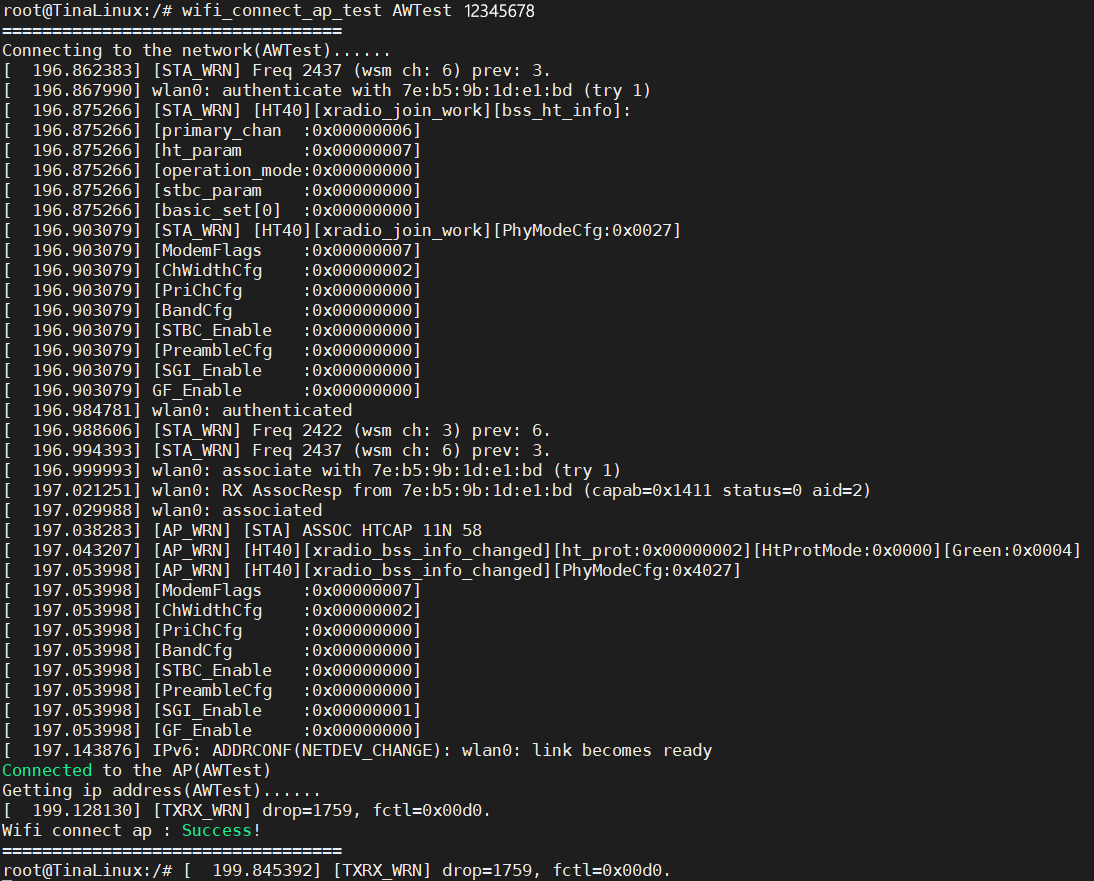 root@TinaLinux:/# wifi_connect_ap_test AWTest 12345678
==================================
Connecting to the network(AWTest)......
[  196.862383] [STA_WRN] Freq 2437 (wsm ch: 6) prev: 3.
[  196.867990] wlan0: authenticate with 7e:b5:9b:1d:e1:bd (try 1)
[  196.875266] [STA_WRN] [HT40][xradio_join_work][bss_ht_info]:
[  196.875266] [primary_chan  :0x00000006]
[  196.875266] [ht_param      :0x00000007]
[  196.875266] [operation_mode:0x00000000]
[  196.875266] [stbc_param    :0x00000000]
[  196.875266] [basic_set[0]  :0x00000000]
[  196.903079] [STA_WRN] [HT40][xradio_join_work][PhyModeCfg:0x0027]
[  196.903079] [ModemFlags    :0x00000007]
[  196.903079] [ChWidthCfg    :0x00000002]
[  196.903079] [PriChCfg      :0x00000000]
[  196.903079] [BandCfg       :0x00000000]
[  196.903079] [STBC_Enable   :0x00000000]
[  196.903079] [PreambleCfg   :0x00000000]
[  196.903079] [SGI_Enable    :0x00000000]
[  196.903079] GF_Enable      :0x00000000]
[  196.984781] wlan0: authenticated
[  196.988606] [STA_WRN] Freq 2422 (wsm ch: 3) prev: 6.
[  196.994393] [STA_WRN] Freq 2437 (wsm ch: 6) prev: 3.
[  196.999993] wlan0: associate with 7e:b5:9b:1d:e1:bd (try 1)
[  197.021251] wlan0: RX AssocResp from 7e:b5:9b:1d:e1:bd (capab=0x1411 status=0 aid=2)
[  197.029988] wlan0: associated
[  197.038283] [AP_WRN] [STA] ASSOC HTCAP 11N 58
[  197.043207] [AP_WRN] [HT40][xradio_bss_info_changed][ht_prot:0x00000002][HtProtMode:0x0000][Green:0x0004]
[  197.053998] [AP_WRN] [HT40][xradio_bss_info_changed][PhyModeCfg:0x4027]
[  197.053998] [ModemFlags    :0x00000007]
[  197.053998] [ChWidthCfg    :0x00000002]
[  197.053998] [PriChCfg      :0x00000000]
[  197.053998] [BandCfg       :0x00000000]
[  197.053998] [STBC_Enable   :0x00000000]
[  197.053998] [PreambleCfg   :0x00000000]
[  197.053998] [SGI_Enable    :0x00000001]
[  197.053998] [GF_Enable     :0x00000000]
[  197.143876] IPv6: ADDRCONF(NETDEV_CHANGE): wlan0: link becomes ready
Connected to the AP(AWTest)
Getting ip address(AWTest)......
[  199.128130] [TXRX_WRN] drop=1759, fctl=0x00d0.
Wifi connect ap : Success!
==================================
root@TinaLinux:/# [  199.845392] [TXRX_WRN] drop=1759, fctl=0x00d0.